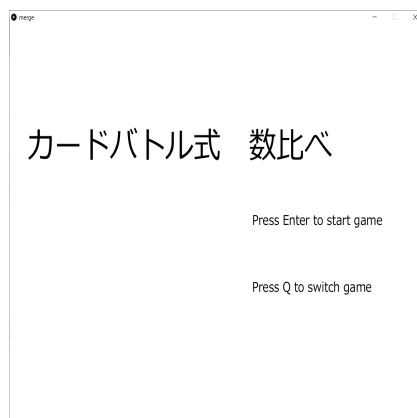 merge
カードバトル式　数比べ
Press Enter to start game
Press Q to switch game